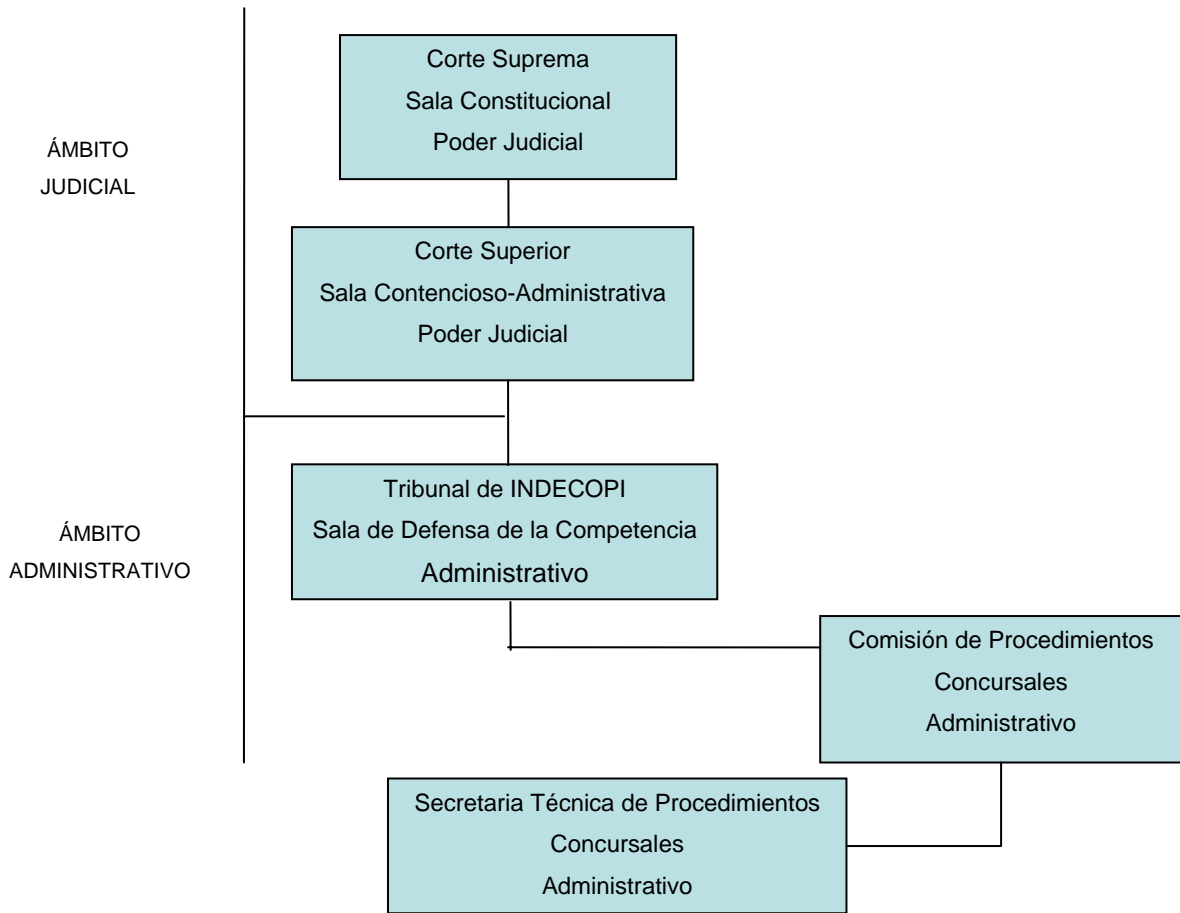 Corte Suprema
Sala Constitucional
Poder Judicial
ÁMBITO
JUDICIAL
Corte Superior
Sala Contencioso-Administrativa
Poder Judicial
Tribunal de INDECOPI
Sala de Defensa de la Competencia
Administrativo
ÁMBITO
ADMINISTRATIVO
Comisión de Procedimientos
Concursales
Administrativo
Secretaria Técnica de Procedimientos
Concursales
Administrativo